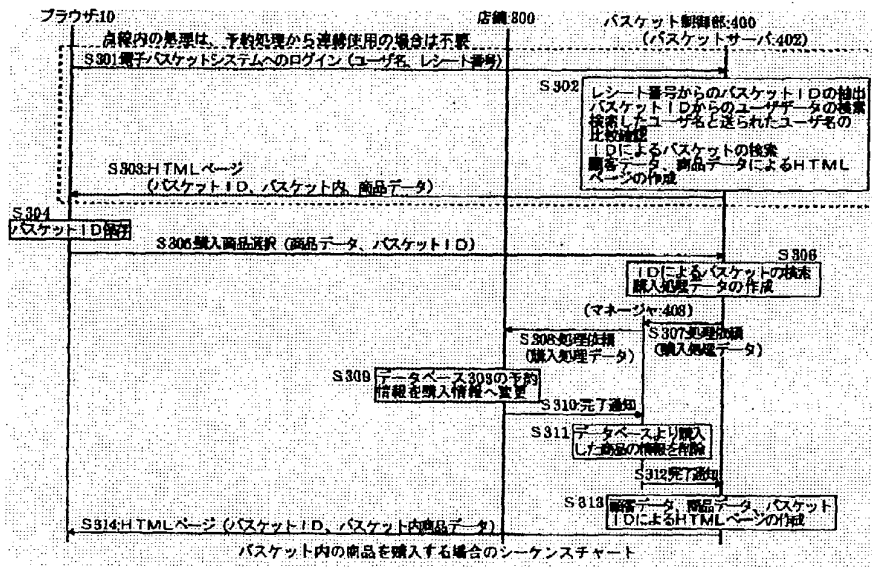 ブラウザ:10
店舗:300
バスケット制御部:400
(バスケットサーバ:402)
点線内の処理は、予約処理から連続使用の場合は不要
S301:電子バスケットシステムへのログイン (ユーザ名、レシート番号)
S302
レシート番号からのバスケットIDの抽出
バスケットIDからのユーザデータの検索
検索したユーザ名と送られたユーザ名の
比較確認
IDによるバスケットの検索
顧客データ、商品データによるHTML
ページの作成
S303:HTMLページ
(バスケットID、バスケット内、商品データ)
S304
バスケットID保存
S305:購入商品選択 (商品データ、バスケットID)
S306
IDによるバスケットの検索
購入処理データの作成
(マネージャ:403)
S307:処理依頼
(購入処理データ)
S308:処理依頼
(購入処理データ)
S309
データベース303の予約
情報を購入情報へ変更
S310:完了通知
S311
データベースより購入
した商品の情報を削除
S312:完了通知
S313
顧客データ、商品データ、バスケット
IDによるHTMLページの作成
S314:HTMLページ (バスケットID、バスケット内商品データ)
バスケット内の商品を購入する場合のシーケンスチャート